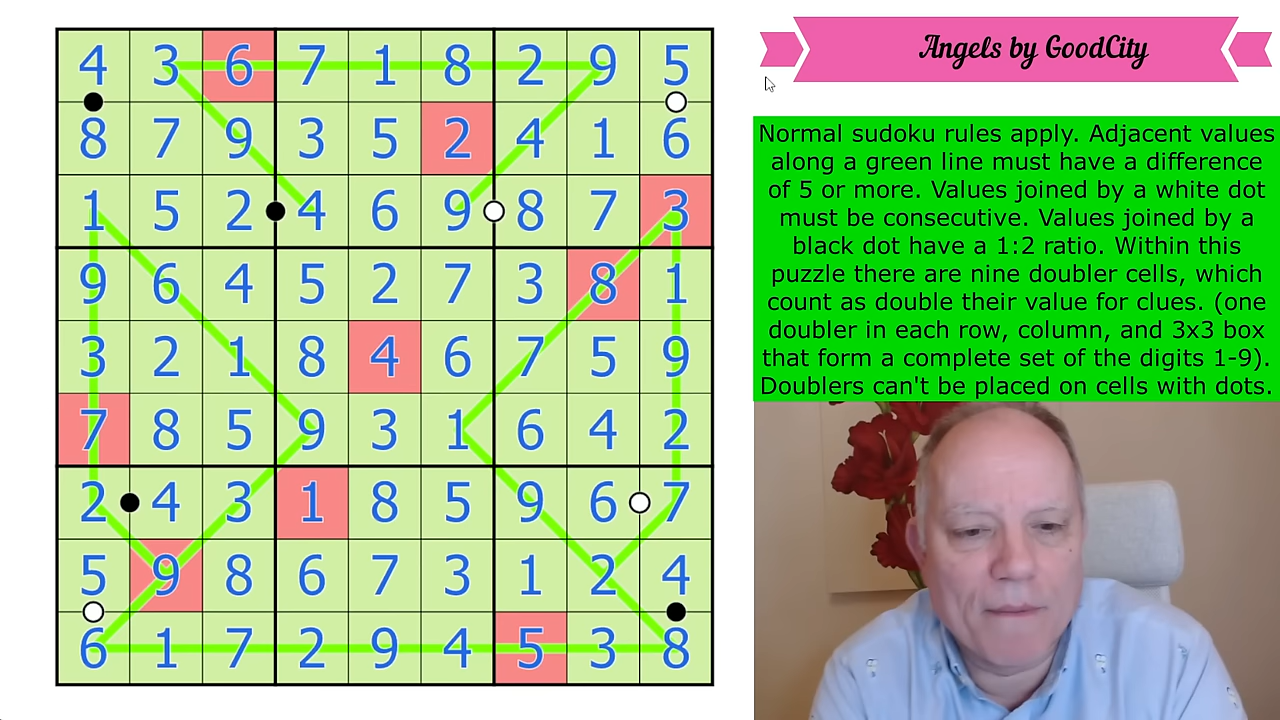 Angels by GoodCity
4 3 6 7 1 8 2 9 5
8 7 9 3 5 2 4 1 6
1 5 2 4 6 9 8 7 3
9 6 4 5 2 7 3 8 1
3 2 1 8 4 6 7 5 9
7 8 5 9 3 1 6 4 2
2 4 3 1 8 5 9 6 7
5 9 8 6 7 3 1 2 4
6 1 7 2 9 4 5 3 8
Normal sudoku rules apply. Adjacent values
along a green line must have a difference
of 5 or more. Values joined by a white dot
must be consecutive. Values joined by a
black dot have a 1:2 ratio. Within this
puzzle there are nine doubler cells, which
count as double their value for clues. (one
doubler in each row, column, and 3x3 box
that form a complete set of the digits 1-9).
Doublers can't be placed on cells with dots.